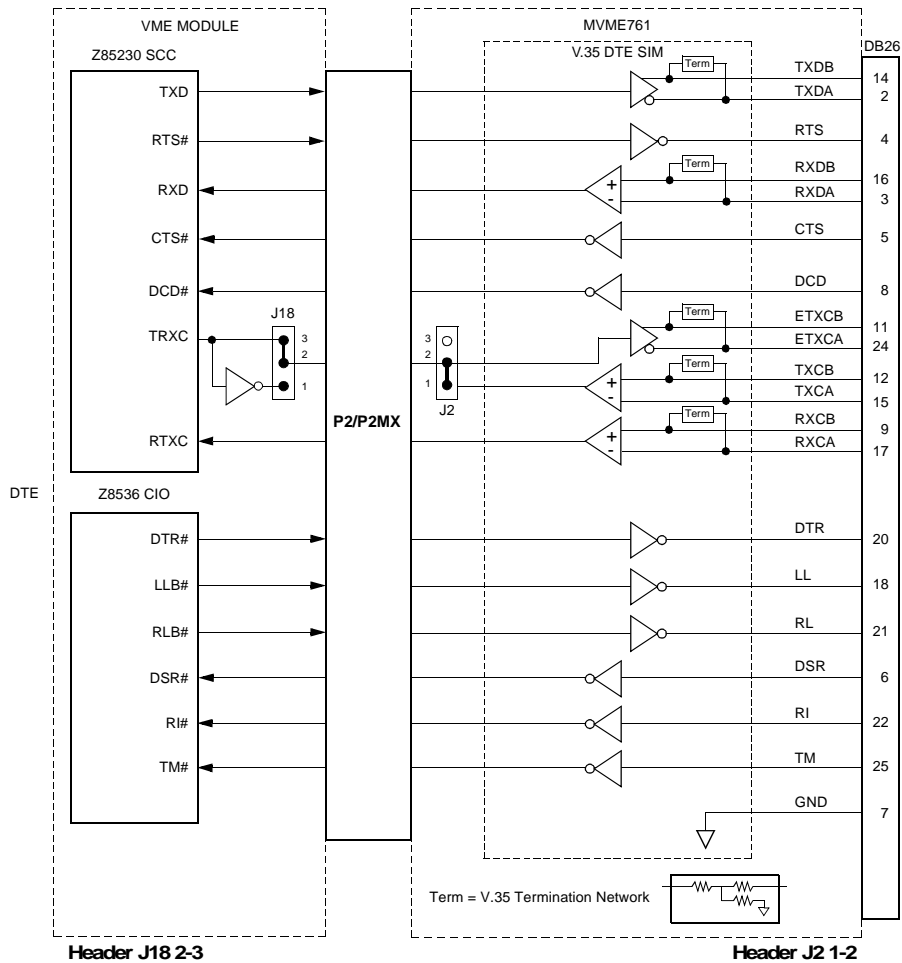 VME MODULE
MVME761
Z85230 SCC
V.35 DTE SIM
DB26
TXD
Term
TXDB
14
TXDA
2
RTS#
RTS
4
RXD
Term
RXDB
16
+
-
RXDA
3
CTS#
CTS
5
DCD#
DCD
8
J18
TRXC
3
2
1
3
2
1
J2
Term
ETXCB
11
ETXCA
24
Term
TXCB
12
+
-
TXCA
15
P2/P2MX
Term
RXCB
9
RTXC
+
-
RXCA
17
DTE
Z8536 CIO
DTR#
DTR
20
LLB#
LL
18
RLB#
RL
21
DSR#
DSR
6
RI#
RI
22
TM#
TM
25
GND
7
Term = V.35 Termination Network
Header J18 2-3
Header J2 1-2